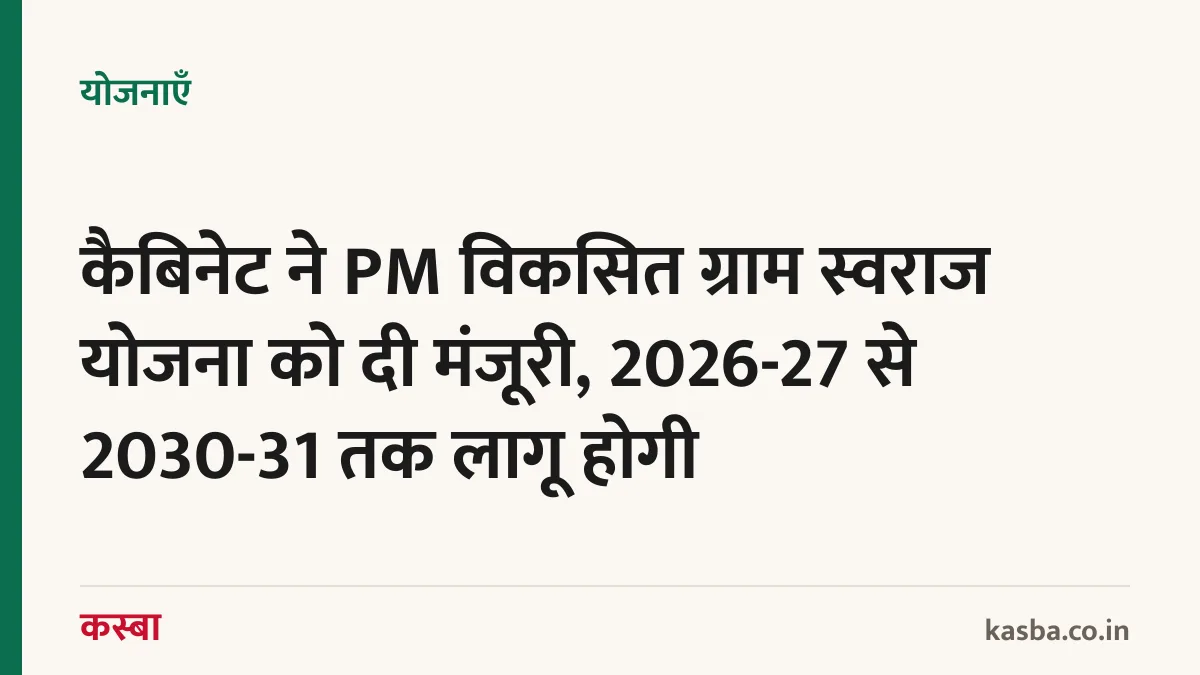 योजनाएँ
कैबिनेट ने PM विकसित ग्राम स्वराज
योजना को दी मंजूरी, 2026-27 से
2030-31 तक लागू होगी
कस्बा
kasba.co.in